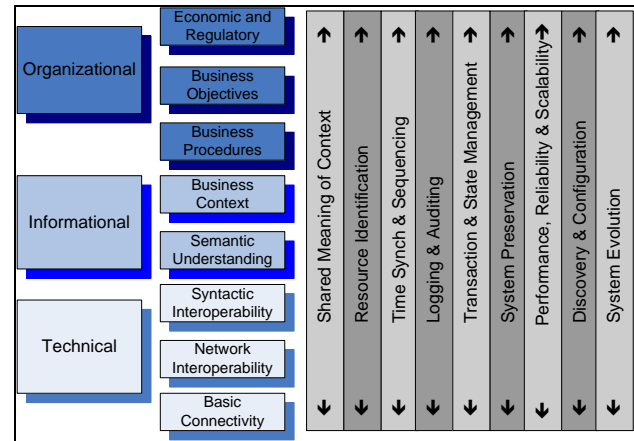 Organizational
Economic and
Regulatory
Business
Objectives
Business
Procedures
Informational
Business
Context
Semantic
Understanding
Technical
Syntactic
Interoperability
Network
Interoperability
Basic
Connectivity
Shared Meaning of Context
Resource Identification
Time Synch & Sequencing
Logging & Auditing
Transaction & State Management
System Preservation
Performance, Reliability & Scalability
Discovery & Configuration
System Evolution